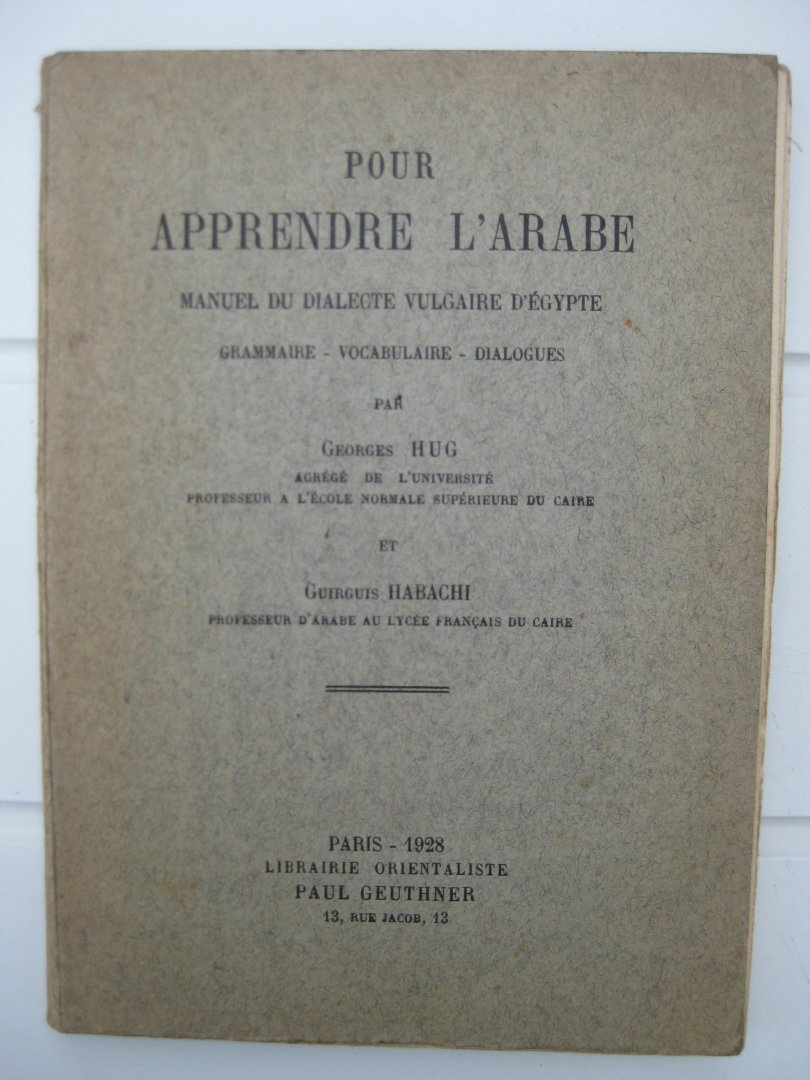 POUR
APPRENDRE L'ARABE
MANUEL DU DIALECTE VULGAIRE D'ÉGYPTE
GRAMMAIRE - VOCABULAIRE - DIALOGUES
PAR
GEORGES HUG
AGRÉGÉ DE L'UNIVERSITÉ
PROFESSEUR A L'ÉCOLE NORMALE SUPÉRIEURE DU CAIRE
ET
GUIRGUIS HABACHI
PROFESSEUR D'ARABE AU LYCÉE FRANÇAIS DU CAIRE
PARIS - 1928
LIBRAIRIE ORIENTALISTE
PAUL GEUTHNER
13, RUE JACOB, 13